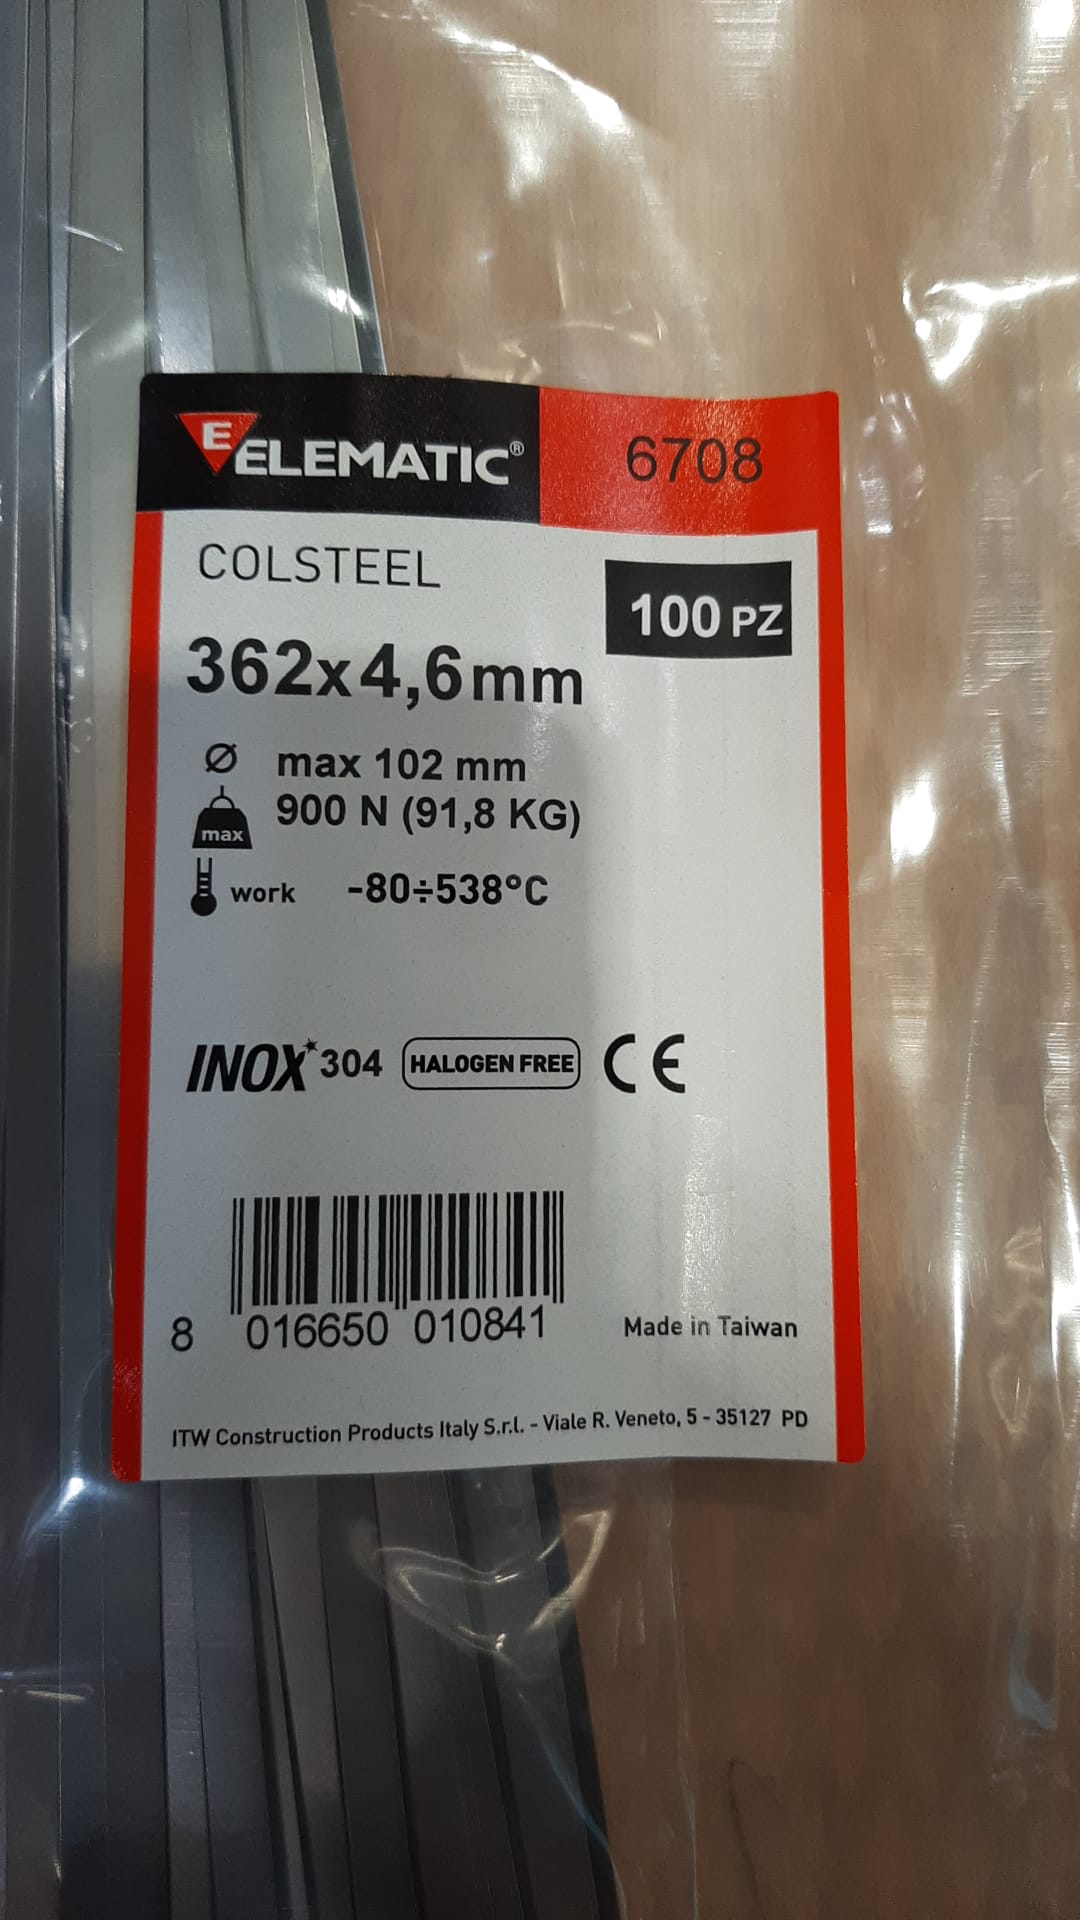 E ELEMATIC® 6708
COLSTEEL
100 PZ
362x4,6mm
Ø max 102 mm
max 900 N (91,8 KG)
work -80÷538°C
INOX 304 HALOGEN FREE CE
8 016650 010841
Made in Taiwan
ITW Construction Products Italy S.r.l. - Viale R. Veneto, 5 - 35127 PD